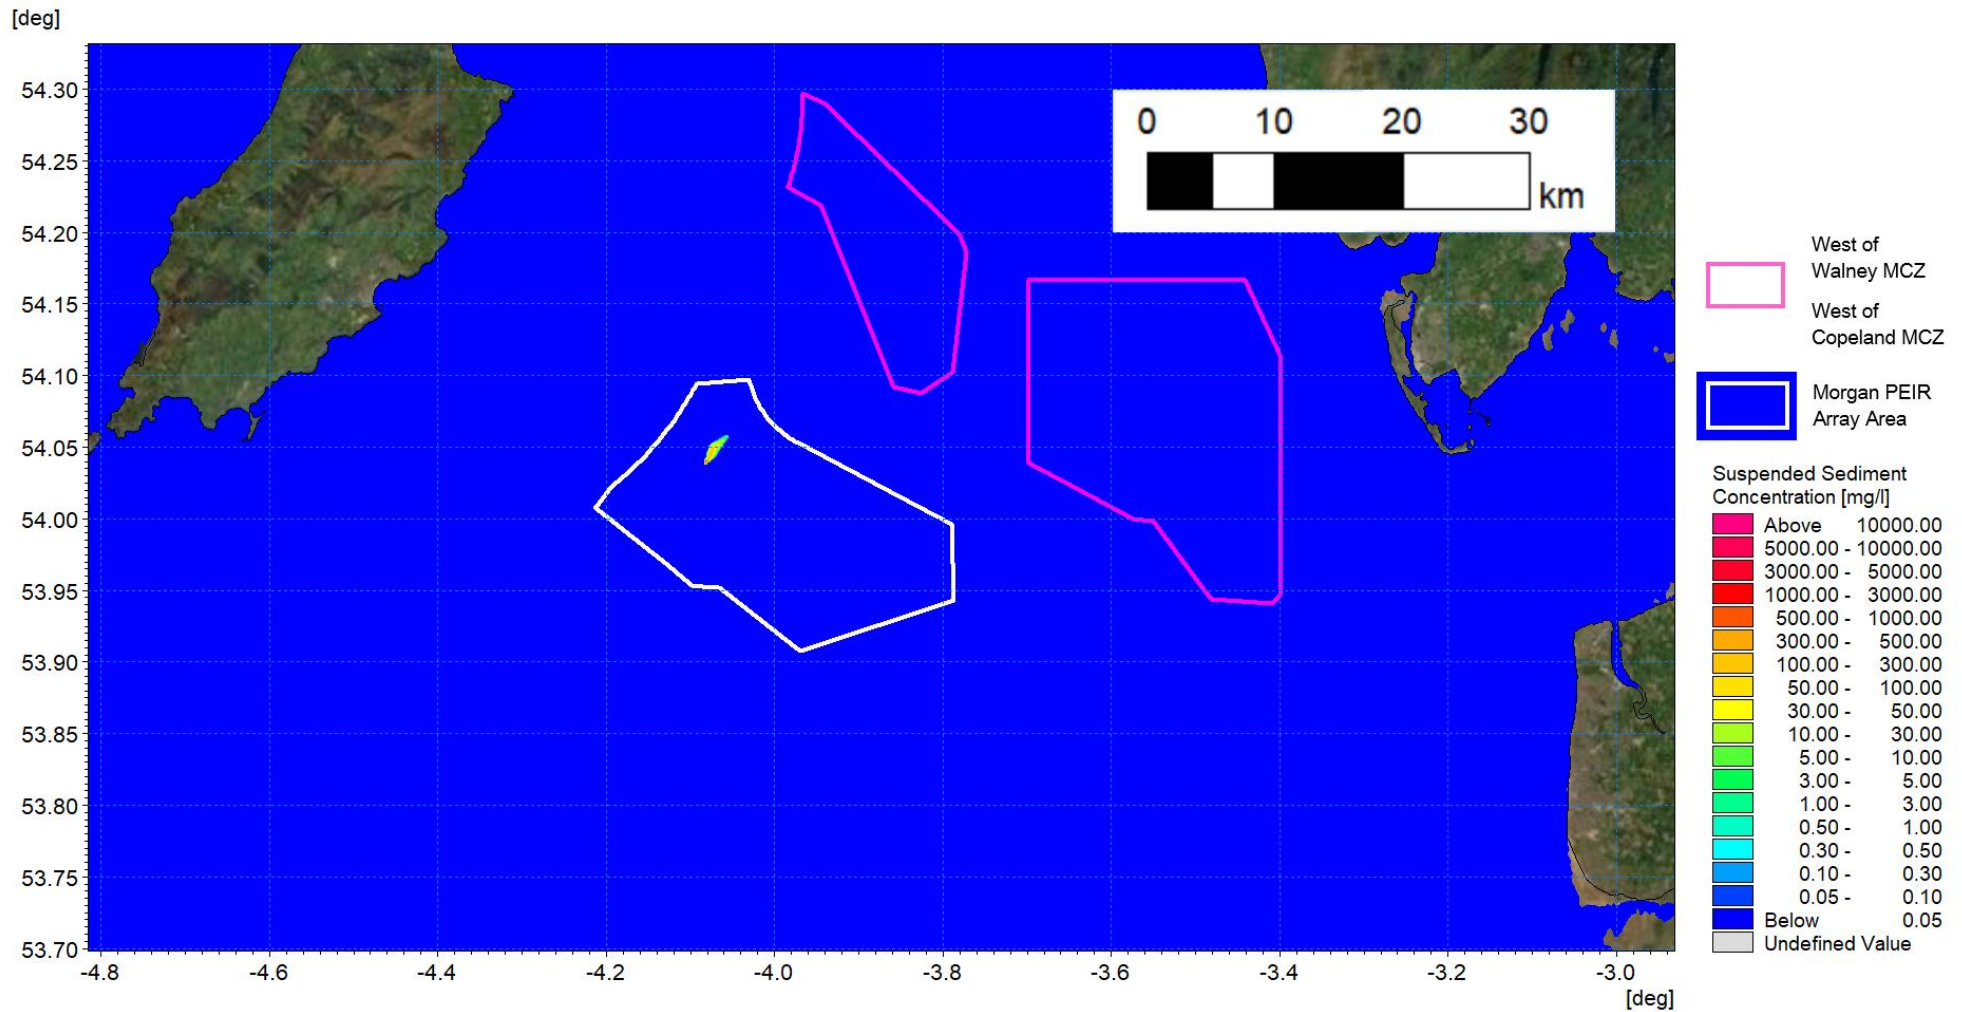 [deg]
54.30
54.25
54.20
54.15
54.10
54.05
54.00
53.95
53.90
53.85
53.80
53.75
53.70
-4.8 -4.6 -4.4 -4.2 -4.0 -3.8 -3.6 -3.4 -3.2 -3.0
[deg]
0 10 20 30
km
West of
Walney MCZ
West of
Copeland MCZ
Morgan PEIR
Array Area
Suspended Sediment
Concentration [mg/l]
Above 10000.00
5000.00 - 10000.00
3000.00 - 5000.00
1000.00 - 3000.00
500.00 - 1000.00
300.00 - 500.00
100.00 - 300.00
50.00 - 100.00
30.00 - 50.00
10.00 - 30.00
5.00 - 10.00
3.00 - 5.00
1.00 - 3.00
0.50 - 1.00
0.30 - 0.50
0.10 - 0.30
0.05 - 0.10
Below 0.05
Undefined Value